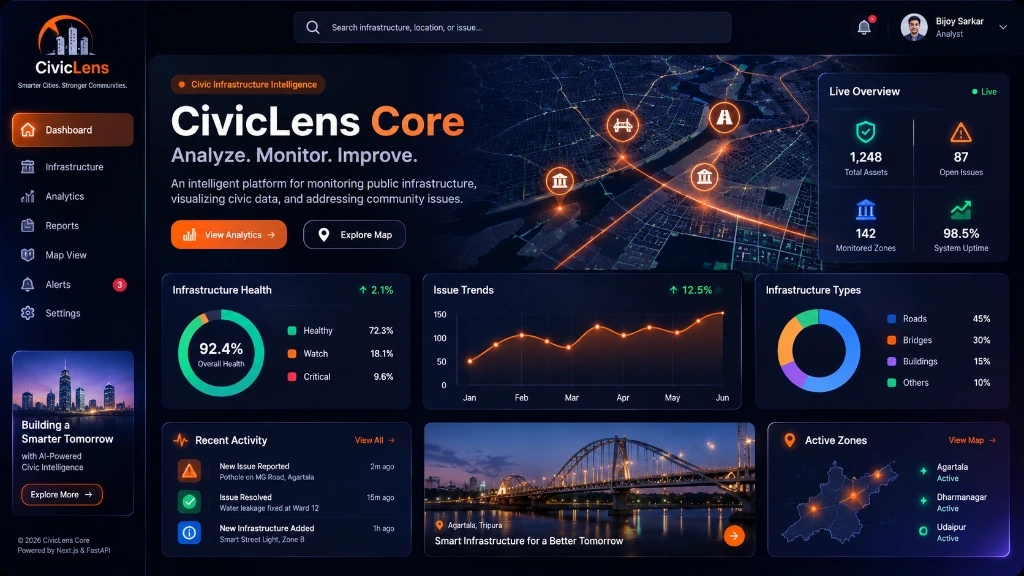 CivicLens
Smarter Cities. Stronger Communities.
Dashboard
Infrastructure
Analytics
Reports
Map View
Alerts
3
Settings
Building a
Smarter Tomorrow
with AI-Powered
Civic Intelligence
Explore More →
© 2026 CivicLens Core
Powered by Next.js & FastAPI
Search infrastructure, location, or issue...
Bijoy Sarkar
Analyst
Civic Infrastructure Intelligence
CivicLens Core
Analyze. Monitor. Improve.
An intelligent platform for monitoring public infrastructure,
visualizing civic data, and addressing community issues.
View Analytics →
Explore Map
Live Overview
Live
1,248
Total Assets
87
Open Issues
142
Monitored Zones
98.5%
System Uptime
Infrastructure Health
↑ 2.1%
92.4%
Overall Health
Healthy 72.3%
Watch 18.1%
Critical 9.6%
Issue Trends
↑ 12.5%
150
100
50
0
Jan Feb Mar Apr May Jun
Infrastructure Types
Roads 45%
Bridges 30%
Buildings 15%
Others 10%
Recent Activity
View All →
New Issue Reported 2m ago
Pothole on MG Road, Agartala
Issue Resolved 15m ago
Water leakage fixed at Ward 12
New Infrastructure Added 1h ago
Smart Street Light, Zone B
Agartala, Tripura
Smart Infrastructure for a Better Tomorrow
Active Zones
View Map →
Agartala
Active
Dharmanagar
Active
Udaipur
Active